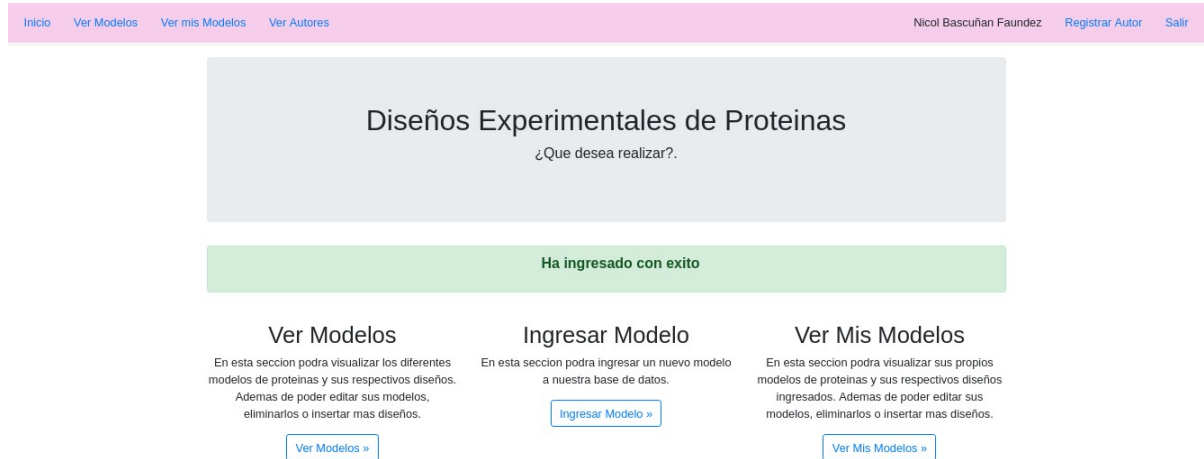 Inicio Ver Modelos Ver mis Modelos Ver Autores Nicol Bascuñan Faundez Registrar Autor Salir
Diseños Experimentales de Proteinas
¿Que desea realizar?.
Ha ingresado con exito
Ver Modelos
En esta seccion podra visualizar los diferentes
modelos de proteinas y sus respectivos diseños.
Ademas de poder editar sus modelos,
eliminarlos o insertar mas diseños.
Ver Modelos »
Ingresar Modelo
En esta seccion podra ingresar un nuevo modelo
a nuestra base de datos.
Ingresar Modelo »
Ver Mis Modelos
En esta seccion podra visualizar sus propios
modelos de proteinas y sus respectivos diseños
ingresados. Ademas de poder editar sus
modelos, eliminarlos o insertar mas diseños.
Ver Mis Modelos »